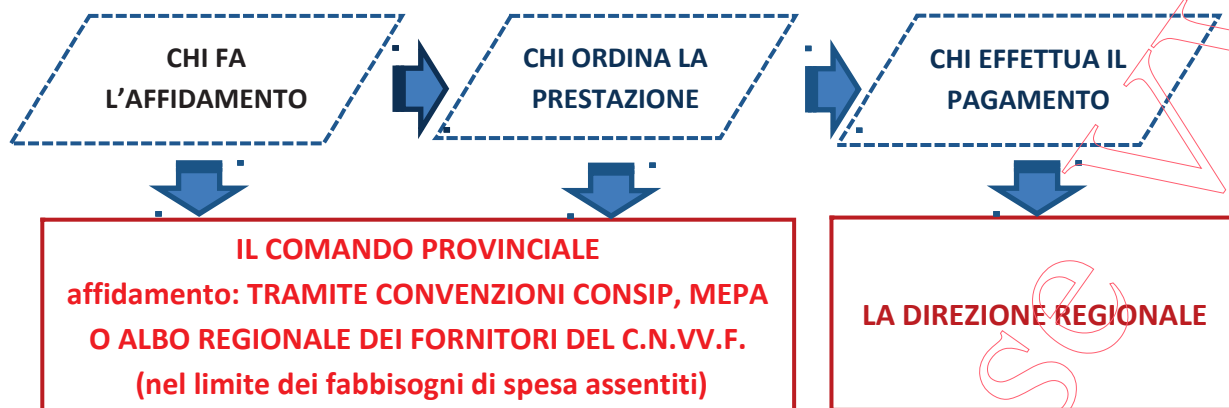 CHI FA
L'AFFIDAMENTO
CHI ORDINA LA
PRESTAZIONE
CHI EFFETTUA IL
PAGAMENTO
IL COMANDO PROVINCIALE
affidamento: TRAMITE CONVENZIONI CONSIP, MEPA
O ALBO REGIONALE DEI FORNITORI DEL C.N.VV.F.
(nel limite dei fabbisogni di spesa assentiti)
LA DIREZIONE REGIONALE